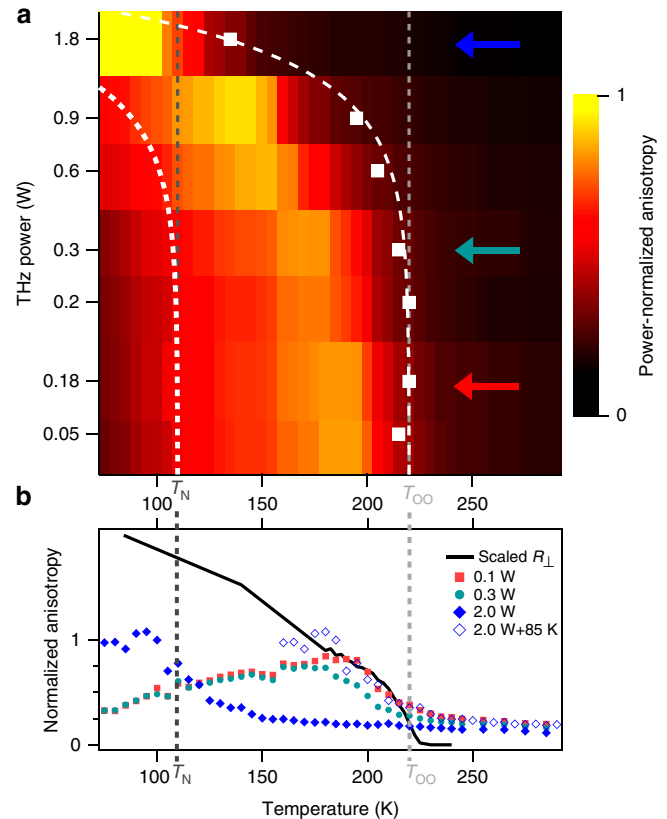 a
THz power (W)
1.8
0.9
0.6
0.3
0.2
0.18
0.05
1
0
Power-normalized anisotropy
100
150
200
250
T_N
T_OO
b
Normalized anisotropy
1
0
Scaled R⊥
0.1 W
0.3 W
2.0 W
2.0 W+85 K
100
150
200
250
T_N
T_OO
Temperature (K)